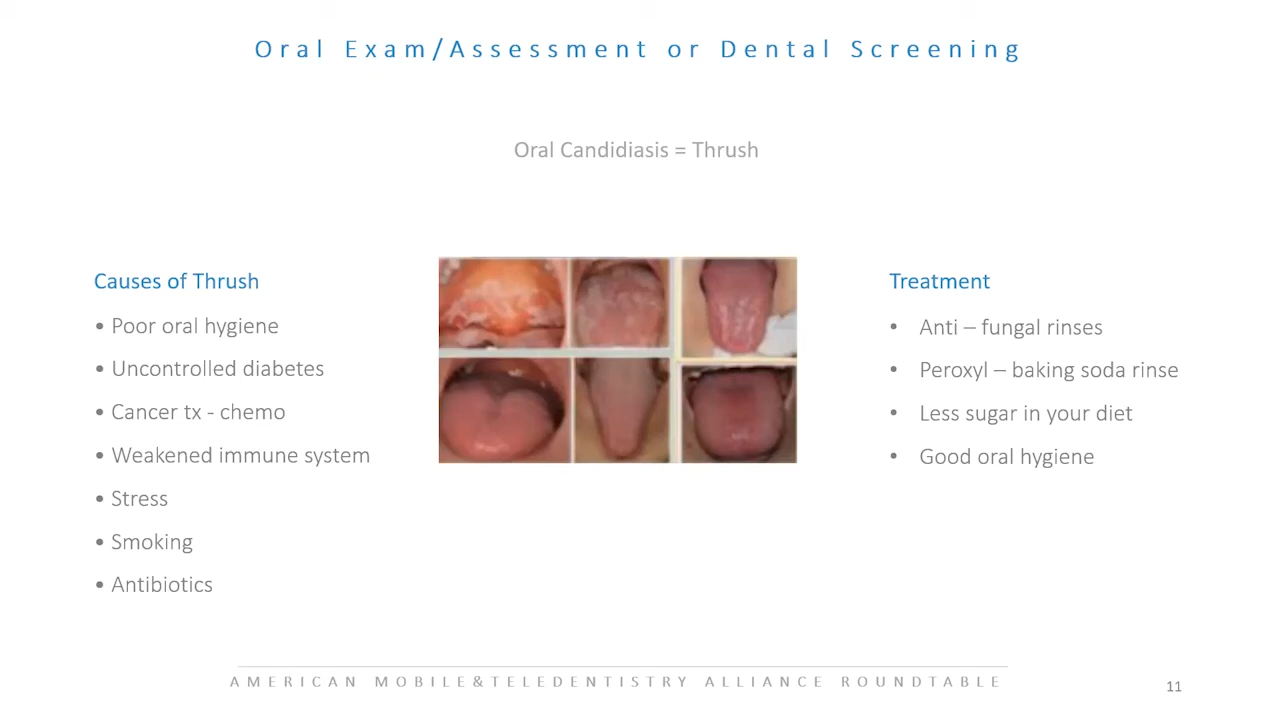 Oral Exam/Assessment or Dental Screening
Oral Candidiasis = Thrush
Causes of Thrush
• Poor oral hygiene
• Uncontrolled diabetes
• Cancer tx - chemo
• Weakened immune system
• Stress
• Smoking
• Antibiotics
Treatment
• Anti – fungal rinses
• Peroxyl – baking soda rinse
• Less sugar in your diet
• Good oral hygiene
AMERICAN MOBILE&TELEDENTISTRY ALLIANCE ROUNDTABLE
11